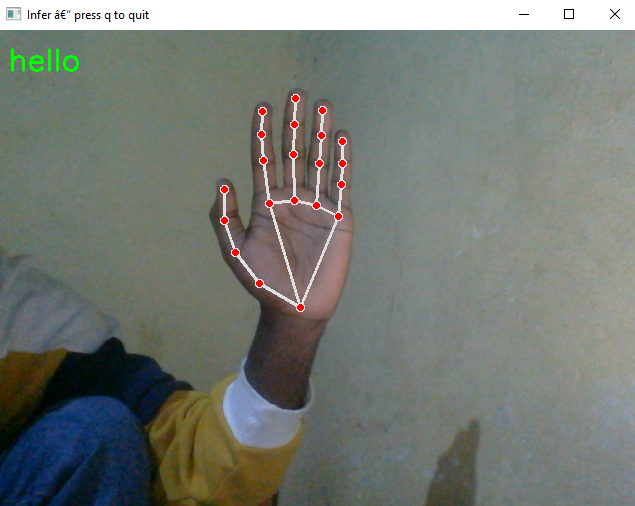 Infer â€“ press q to quit
hello